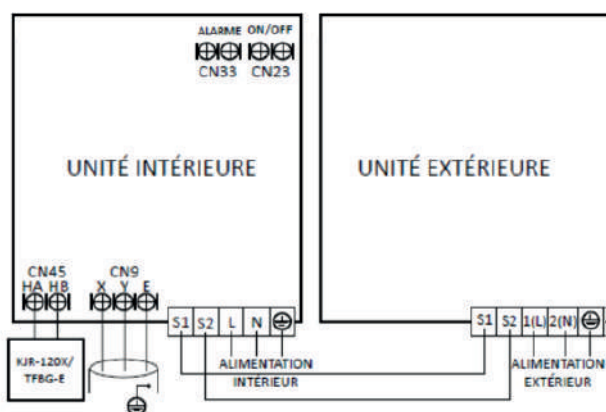 ALARME ON/OFF
CN33 CN23
UNITÉ INTÉRIEURE
UNITÉ EXTÉRIEURE
CN45 CN9
HA HB X Y E
S1 S2 L N
S1 S2 1(L) 2(N)
KJR-120X/
TFBG-E
ALIMENTATION
INTÉRIEUR
ALIMENTATION
EXTÉRIEUR